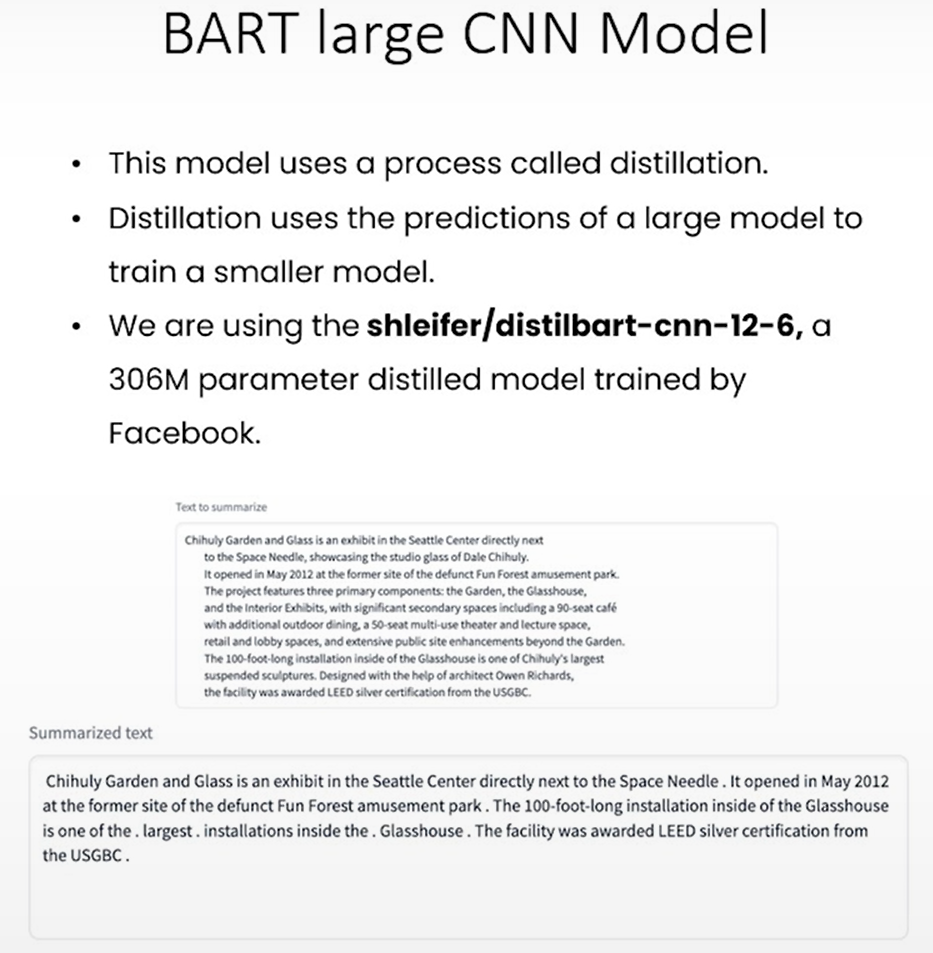 BART large CNN Model
• This model uses a process called distillation.
• Distillation uses the predictions of a large model to
train a smaller model.
• We are using the shleifer/distilbart-cnn-12-6, a
306M parameter distilled model trained by
Facebook.
Text to summarize
Chihuly Garden and Glass is an exhibit in the Seattle Center directly next
to the Space Needle, showcasing the studio glass of Dale Chihuly.
It opened in May 2012 at the former site of the defunct Fun Forest amusement park.
The project features three primary components: the Garden, the Glasshouse,
and the Interior Exhibits, with significant secondary spaces including a 90-seat café
with additional outdoor dining, a 50-seat multi-use theater and lecture space,
retail and lobby spaces, and extensive public site enhancements beyond the Garden.
The 100-foot-long installation inside of the Glasshouse is one of Chihuly's largest
suspended sculptures. Designed with the help of architect Owen Richards,
the facility was awarded LEED silver certification from the USGBC.
Summarized text
Chihuly Garden and Glass is an exhibit in the Seattle Center directly next to the Space Needle . It opened in May 2012
at the former site of the defunct Fun Forest amusement park . The 100-foot-long installation inside of the Glasshouse
is one of the . largest . installations inside the . Glasshouse . The facility was awarded LEED silver certification from
the USGBC .